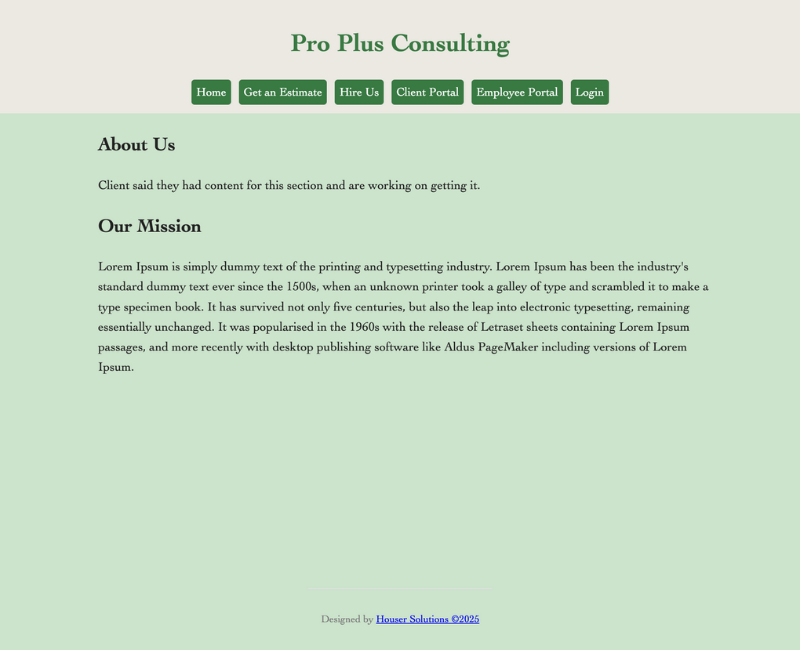 Pro Plus Consulting
Home Get an Estimate Hire Us Client Portal Employee Portal Login
About Us
Client said they had content for this section and are working on getting it.
Our Mission
Lorem Ipsum is simply dummy text of the printing and typesetting industry. Lorem Ipsum has been the industry's
standard dummy text ever since the 1500s, when an unknown printer took a galley of type and scrambled it to make a
type specimen book. It has survived not only five centuries, but also the leap into electronic typesetting, remaining
essentially unchanged. It was popularised in the 1960s with the release of Letraset sheets containing Lorem Ipsum
passages, and more recently with desktop publishing software like Aldus PageMaker including versions of Lorem
Ipsum.
Designed by Houser Solutions ©2025